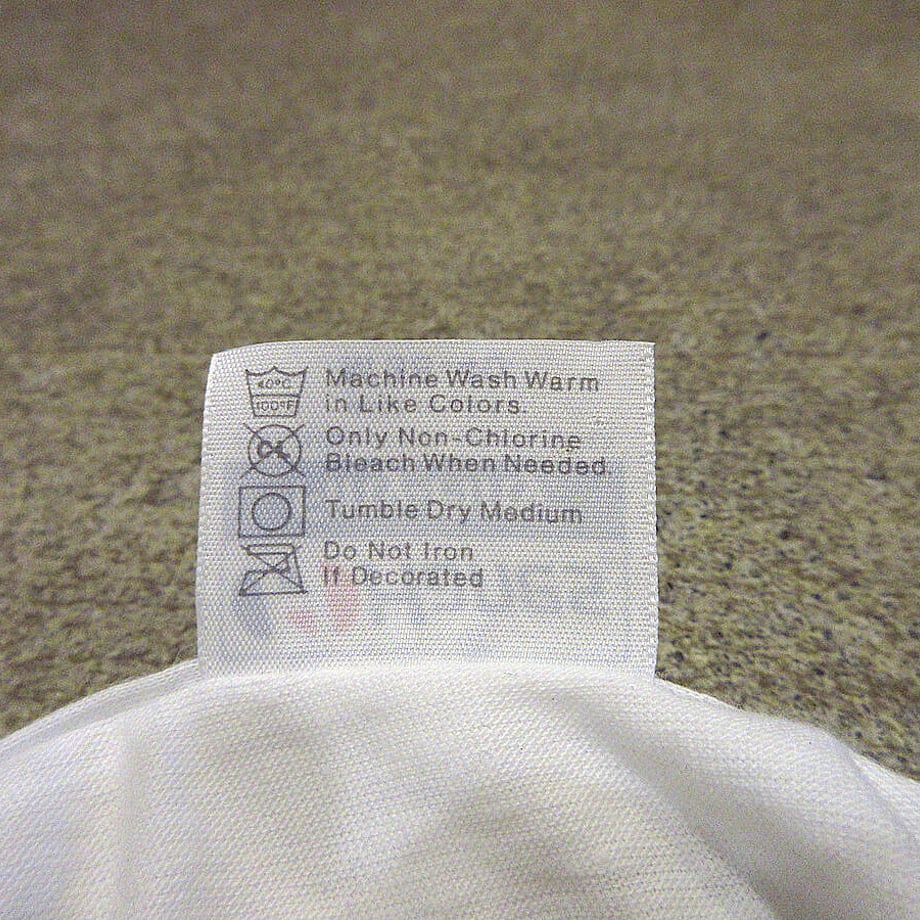 40°C
100°F
Machine Wash Warm
in Like Colors.
Only Non-Chlorine
Bleach When Needed
Tumble Dry Medium
Do Not Iron
If Decorated